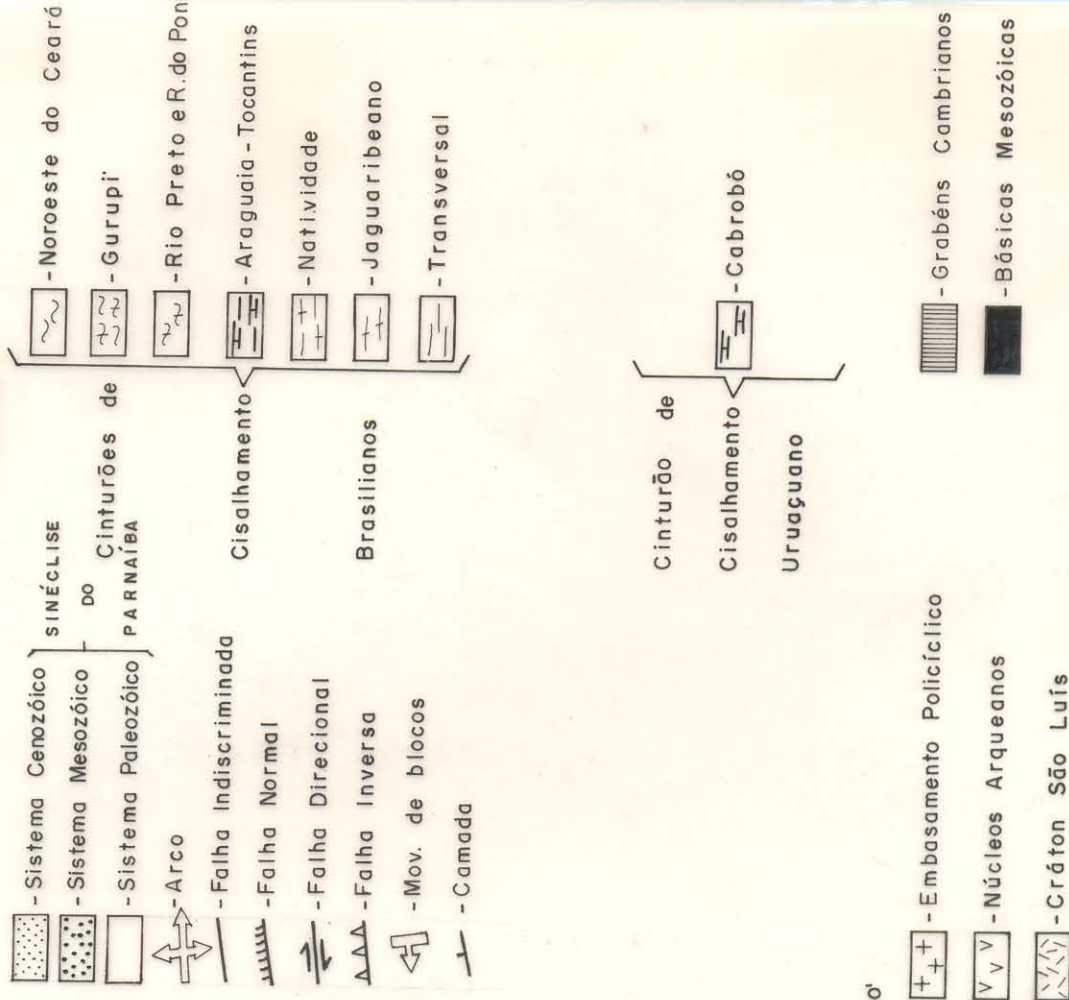 - Sistema Cenozóico
- Sistema Mesozóico
- Sistema Paleozóico
SINÉCLISE
DO
PARNAÍBA
- Arco
- Falha Indiscriminada
- Falha Normal
- Falha Direcional
- Falha Inversa
- Mov. de blocos
- Camada
Cinturões de
Cisalhamento
Brasilianos
- Noroeste do Ceará
- Gurupi
- Rio Preto e R. do Pon
- Araguaia - Tocantins
- Natividade
- Jaguaribeano
- Transversal
Cinturão de
Cisalhamento
Uruaçuano
- Cabrobó
- Embasamento Policíclico
- Núcleos Arqueanos
- Cráton São Luís
- Grabéns Cambrianos
- Básicas Mesozóicas